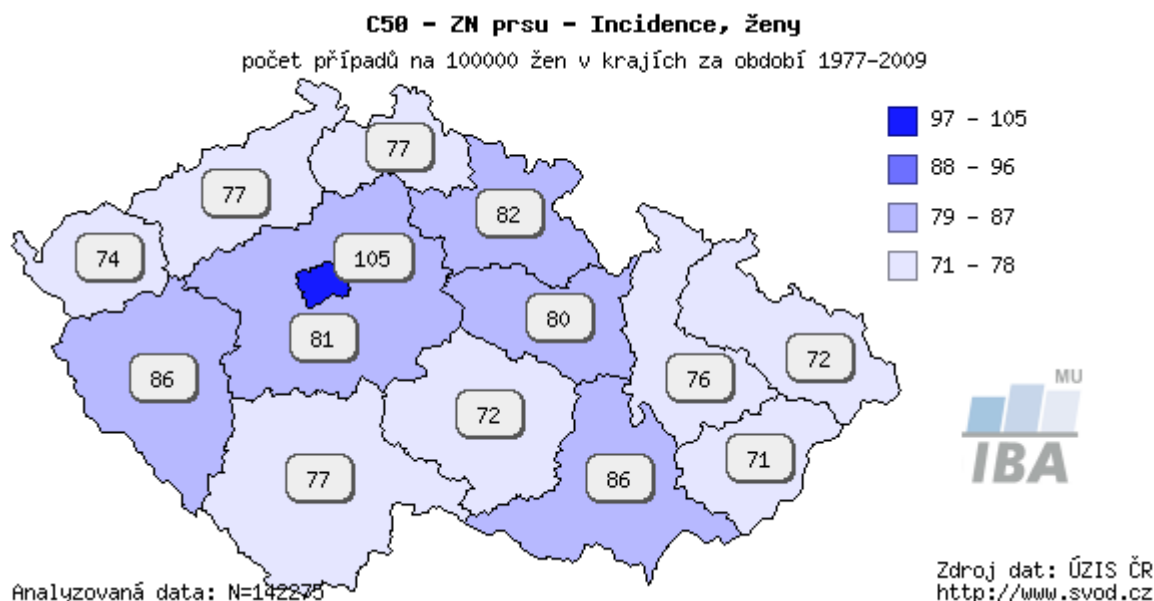 C50 - ZN prsu - Incidence, ženy
počet případů na 100000 žen v krajích za období 1977-2009
97 - 105
88 - 96
79 - 87
71 - 78
77
77
82
74
105
80
81
86
76
72
72
77
86
71
MU
IBA
Analyzovaná data: N=142275
Zdroj dat: ÚZIS ČR
http://www.svod.cz